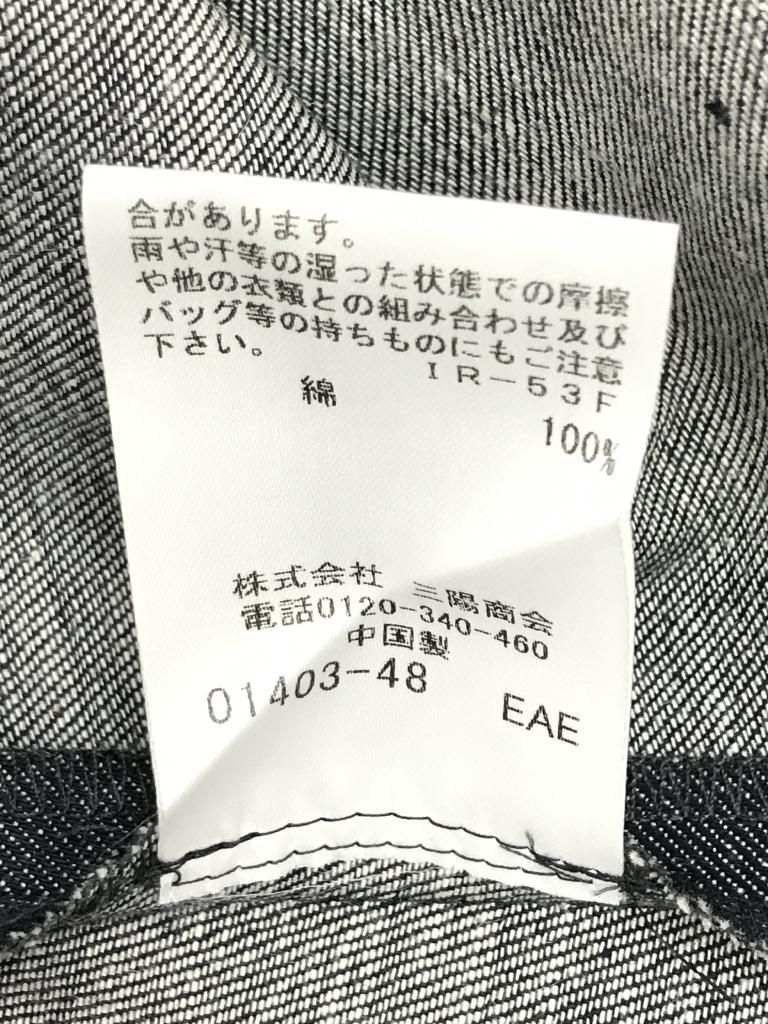 合があります。
雨や汗等の湿った状態での摩擦
や他の衣類との組み合わせ及び
バッグ等の持ちものにもご注意
下さい。
IR-53F
綿 100%
株式会社 三陽商会
電話0120-340-460
中国製
01403-48 EAE